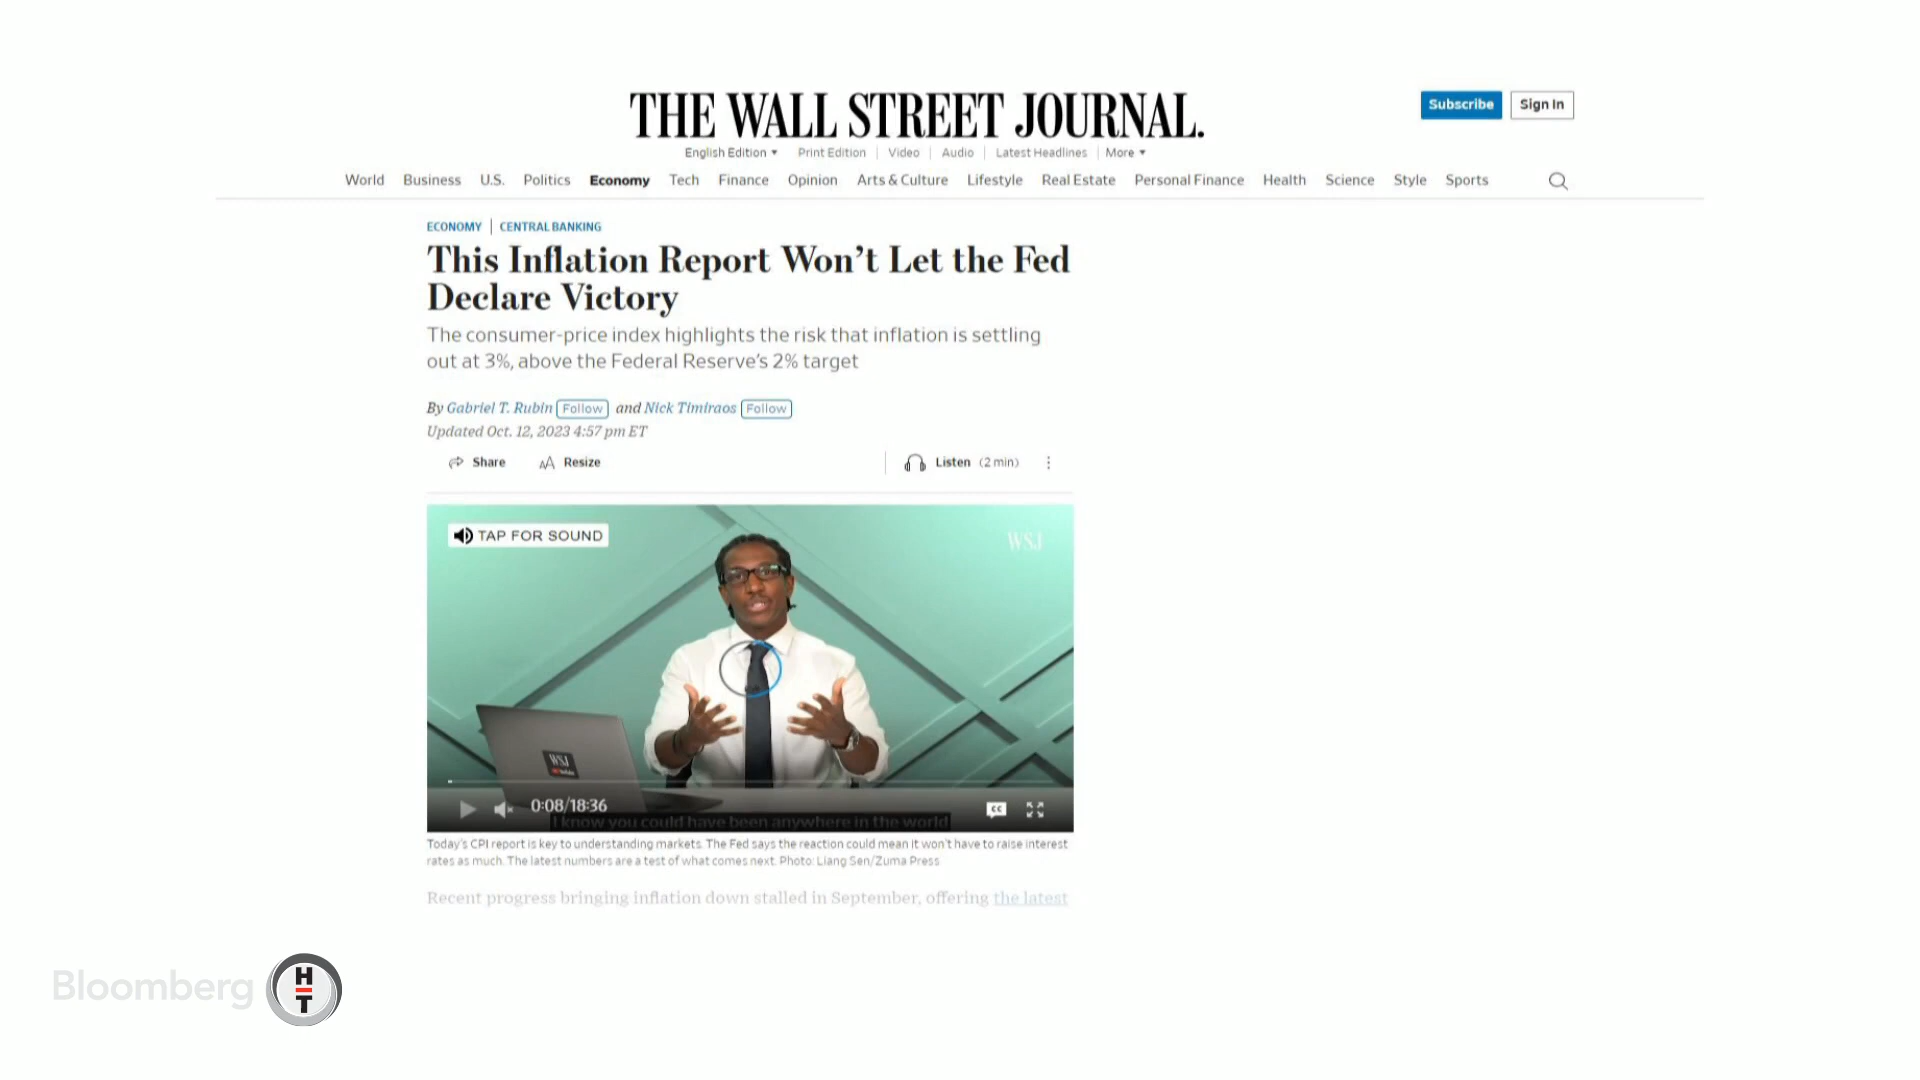 THE WALL STREET JOURNAL.
Subscribe Sign In
English Edition Print Edition Video Audio Latest Headlines More
World Business U.S. Politics Economy Tech Finance Opinion Arts & Culture Lifestyle Real Estate Personal Finance Health Science Style Sports
ECONOMY CENTRAL BANKING
This Inflation Report Won't Let the Fed
Declare Victory
The consumer-price index highlights the risk that inflation is settling
out at 3%, above the Federal Reserve's 2% target
By Gabriel T. Rubin Follow and Nick Timiraos Follow
Updated Oct. 12, 2023 4:57 pm ET
Share Resize Listen (2 min)
TAP FOR SOUND
WSJ
WSJ
YouTube
0:08/18:36
CC
I know you could have been anywhere in the world
Today's CPI report is key to understanding markets. The Fed says the reaction could mean it won't have to raise interest
rates as much. The latest numbers are a test of what comes next. Photo: Liang Sen/Zuma Press
Recent progress bringing inflation down stalled in September, offering the latest
Bloomberg HT